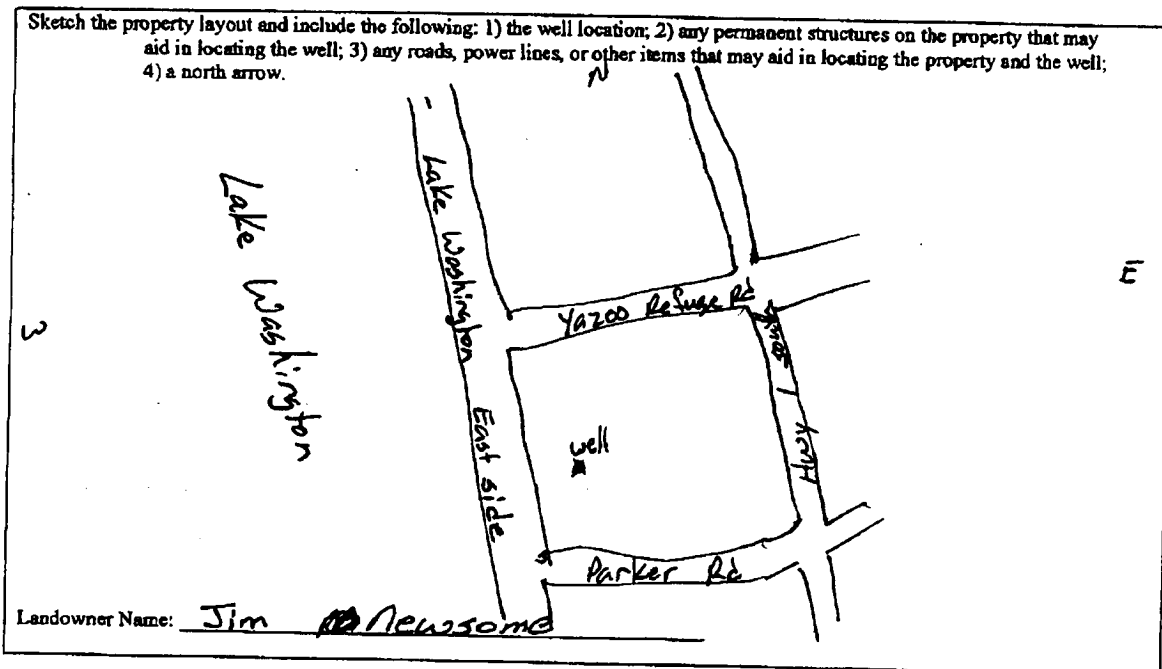 Sketch the property layout and include the following: 1) the well location; 2) any permanent structures on the property that may
aid in locating the well; 3) any roads, power lines, or other items that may aid in locating the property and the well;
4) a north arrow.
N
Lake Washington
Lake Washington East side
Yazoo Refuge Rd
E
W
Hwy 1 South
well
Parker Rd
Landowner Name: Jim Newsome